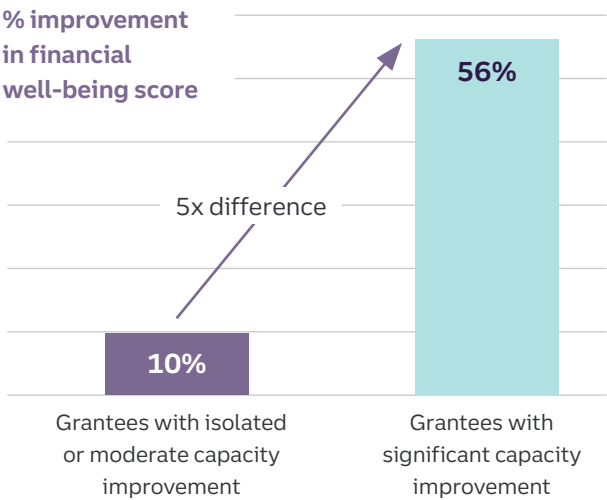 % improvement
in financial
well-being score
56%
5x difference
10%
Grantees with isolated
or moderate capacity
improvement
Grantees with
significant capacity
improvement